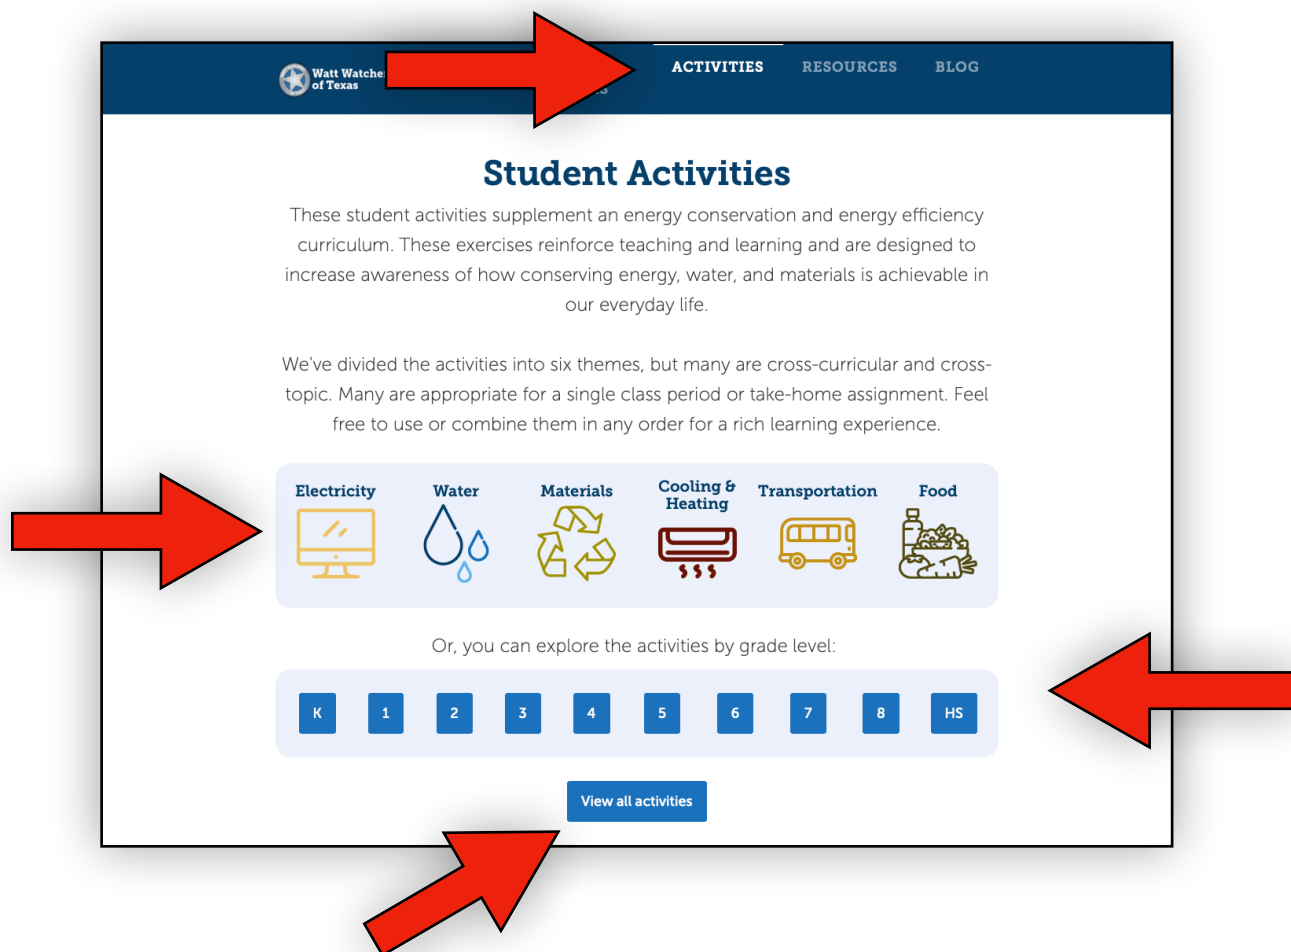 Watt Watche
of Texas
ACTIVITIES
RESOURCES
BLOG
Student Activities
These student activities supplement an energy conservation and energy efficiency
curriculum. These exercises reinforce teaching and learning and are designed to
increase awareness of how conserving energy, water, and materials is achievable in
our everyday life.
We've divided the activities into six themes, but many are cross-curricular and cross-
topic. Many are appropriate for a single class period or take-home assignment. Feel
free to use or combine them in any order for a rich learning experience.
Electricity
Water
Materials
Cooling &
Heating
Transportation
Food
Or, you can explore the activities by grade level:
K 1 2 3 4 5 6 7 8 HS
View all activities